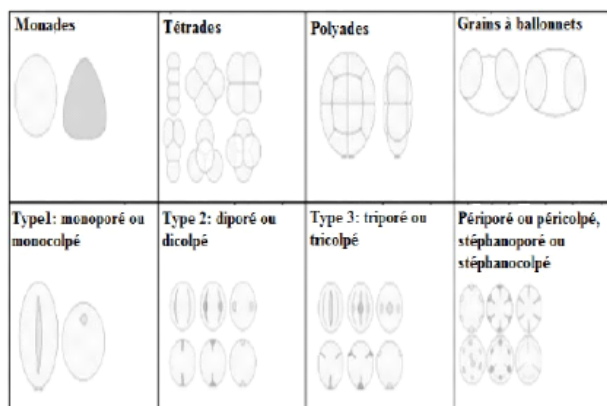 Monades
Tétrades
Polyades
Grains à ballonnets
Type1: monoporé ou
monocolpé
Type 2: diporé ou
dicolpé
Type 3: triporé ou
tricolpé
Périporé ou péricolpé,
stéphanoporé ou
stéphanocolpé